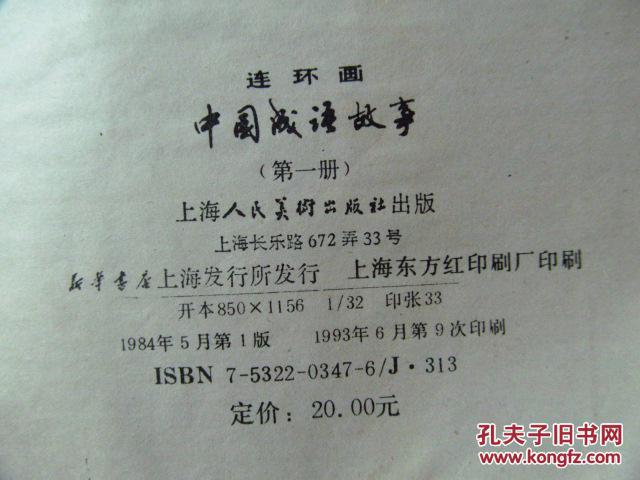 连环画
中国成语故事
（第一册）
上海人民美術出版社出版
上海长乐路672弄33号
新华書店上海发行所发行 上海东方红印刷厂印刷
开本850×1156 1/32 印张33
1984年5月第1版 1993年6月第9次印刷
ISBN 7-5322-0347-6/J·313
定价：20.00元
孔夫子旧书网
www.kongfz.com